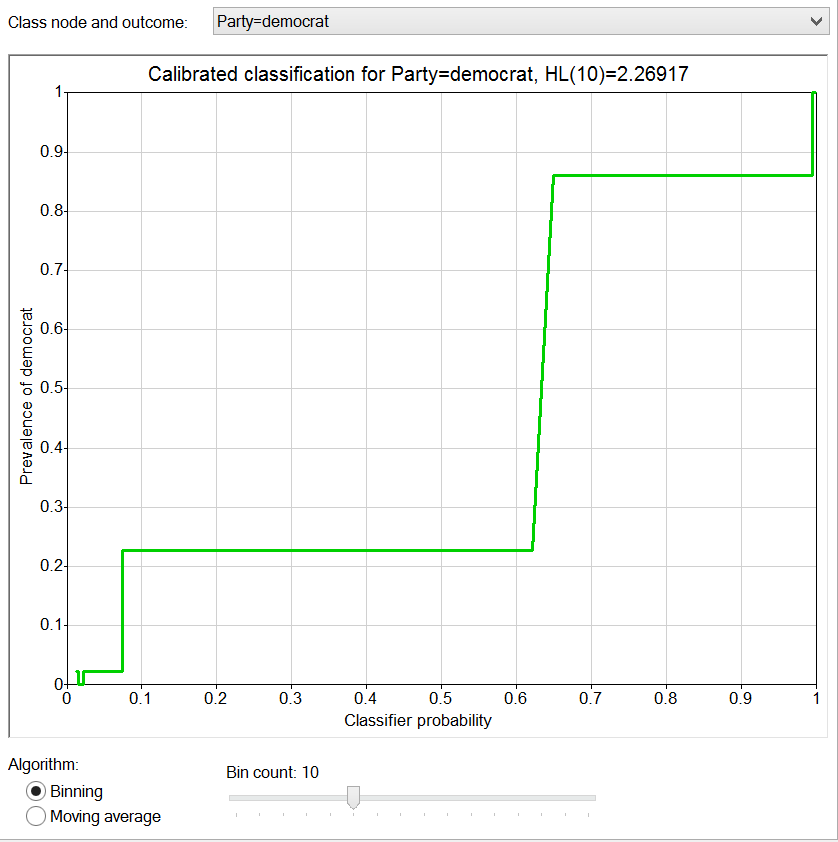 Class node and outcome: Party=democrat
Calibrated classification for Party=democrat, HL(10)=2.26917
1
0.9
0.8
0.7
0.6
0.5
0.4
0.3
0.2
0.1
0
Prevalence of democrat
0 0.1 0.2 0.3 0.4 0.5 0.6 0.7 0.8 0.9 1
Classifier probability
Algorithm:
Bin count: 10
Binning
Moving average